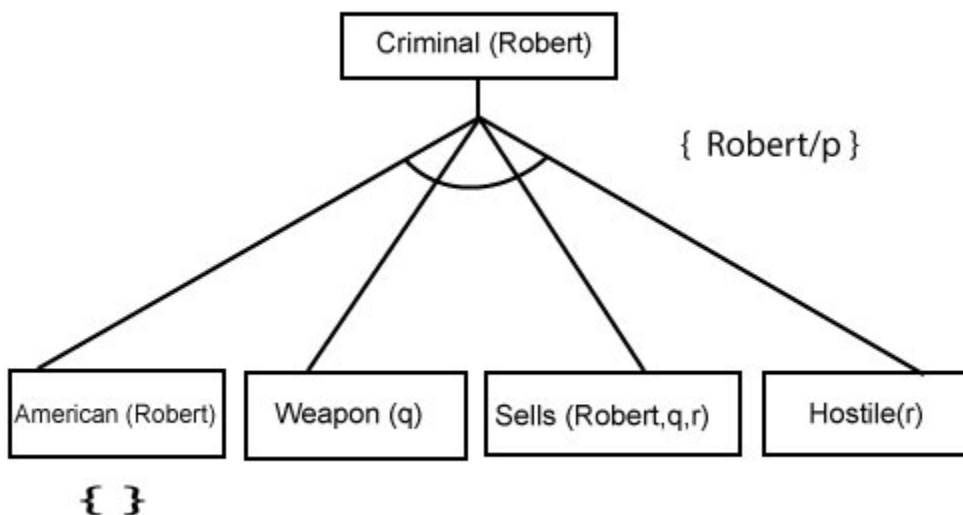 Criminal (Robert)
{ Robert/p }
American (Robert)
Weapon (q)
Sells (Robert,q,r)
Hostile(r)
{ }